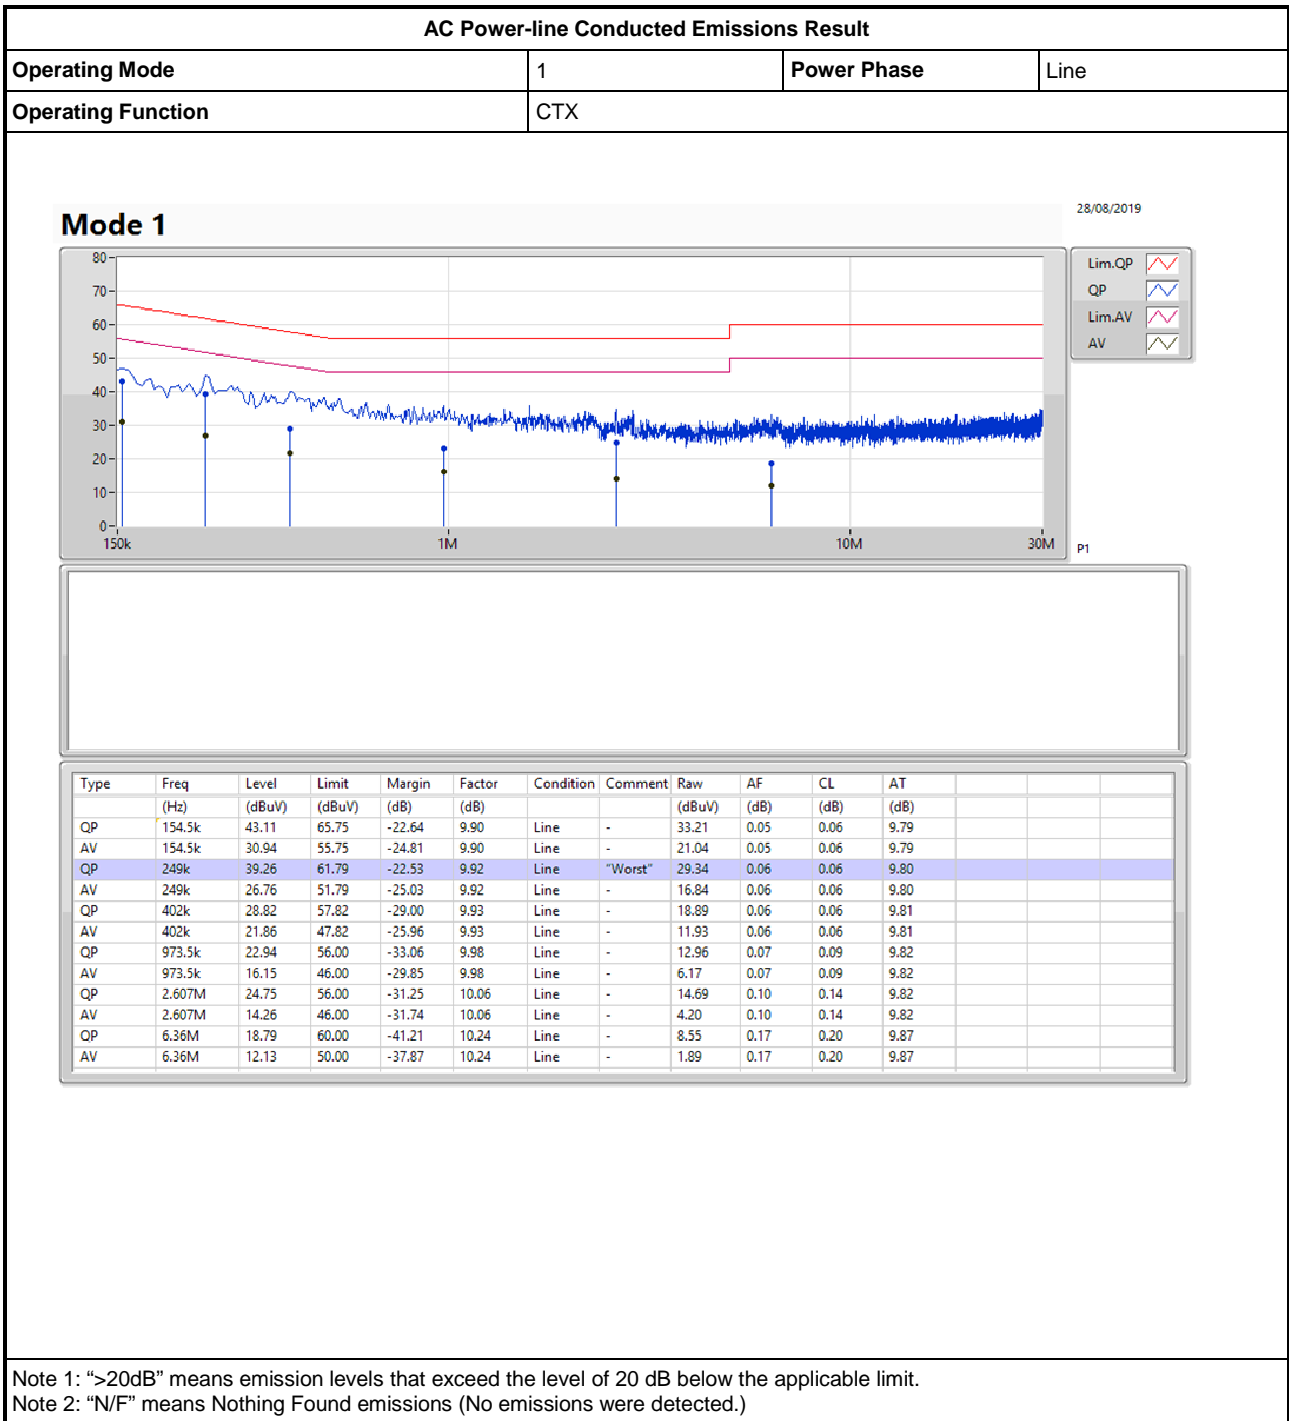 AC Power-line Conducted Emissions Result
Operating Mode 1 Power Phase Line
Operating Function CTX
28/08/2019
Mode 1
80
70
60
50
40
30
20
10
0
150k 1M 10M 30M
Lim.QP
QP
Lim.AV
AV
P1
Type Freq Level Limit Margin Factor Condition Comment Raw AF CL AT
(Hz) (dBuV) (dBuV) (dB) (dB) (dBuV) (dB) (dB) (dB)
QP 154.5k 43.11 65.75 -22.64 9.90 Line - 33.21 0.05 0.06 9.79
AV 154.5k 30.94 55.75 -24.81 9.90 Line - 21.04 0.05 0.06 9.79
QP 249k 39.26 61.79 -22.53 9.92 Line "Worst" 29.34 0.06 0.06 9.80
AV 249k 26.76 51.79 -25.03 9.92 Line - 16.84 0.06 0.06 9.80
QP 402k 28.82 57.82 -29.00 9.93 Line - 18.89 0.06 0.06 9.81
AV 402k 21.86 47.82 -25.96 9.93 Line - 11.93 0.06 0.06 9.81
QP 973.5k 22.94 56.00 -33.06 9.98 Line - 12.96 0.07 0.09 9.82
AV 973.5k 16.15 46.00 -29.85 9.98 Line - 6.17 0.07 0.09 9.82
QP 2.607M 24.75 56.00 -31.25 10.06 Line - 14.69 0.10 0.14 9.82
AV 2.607M 14.26 46.00 -31.74 10.06 Line - 4.20 0.10 0.14 9.82
QP 6.36M 18.79 60.00 -41.21 10.24 Line - 8.55 0.17 0.20 9.87
AV 6.36M 12.13 50.00 -37.87 10.24 Line - 1.89 0.17 0.20 9.87
Note 1: “>20dB” means emission levels that exceed the level of 20 dB below the applicable limit.
Note 2: “N/F” means Nothing Found emissions (No emissions were detected.)